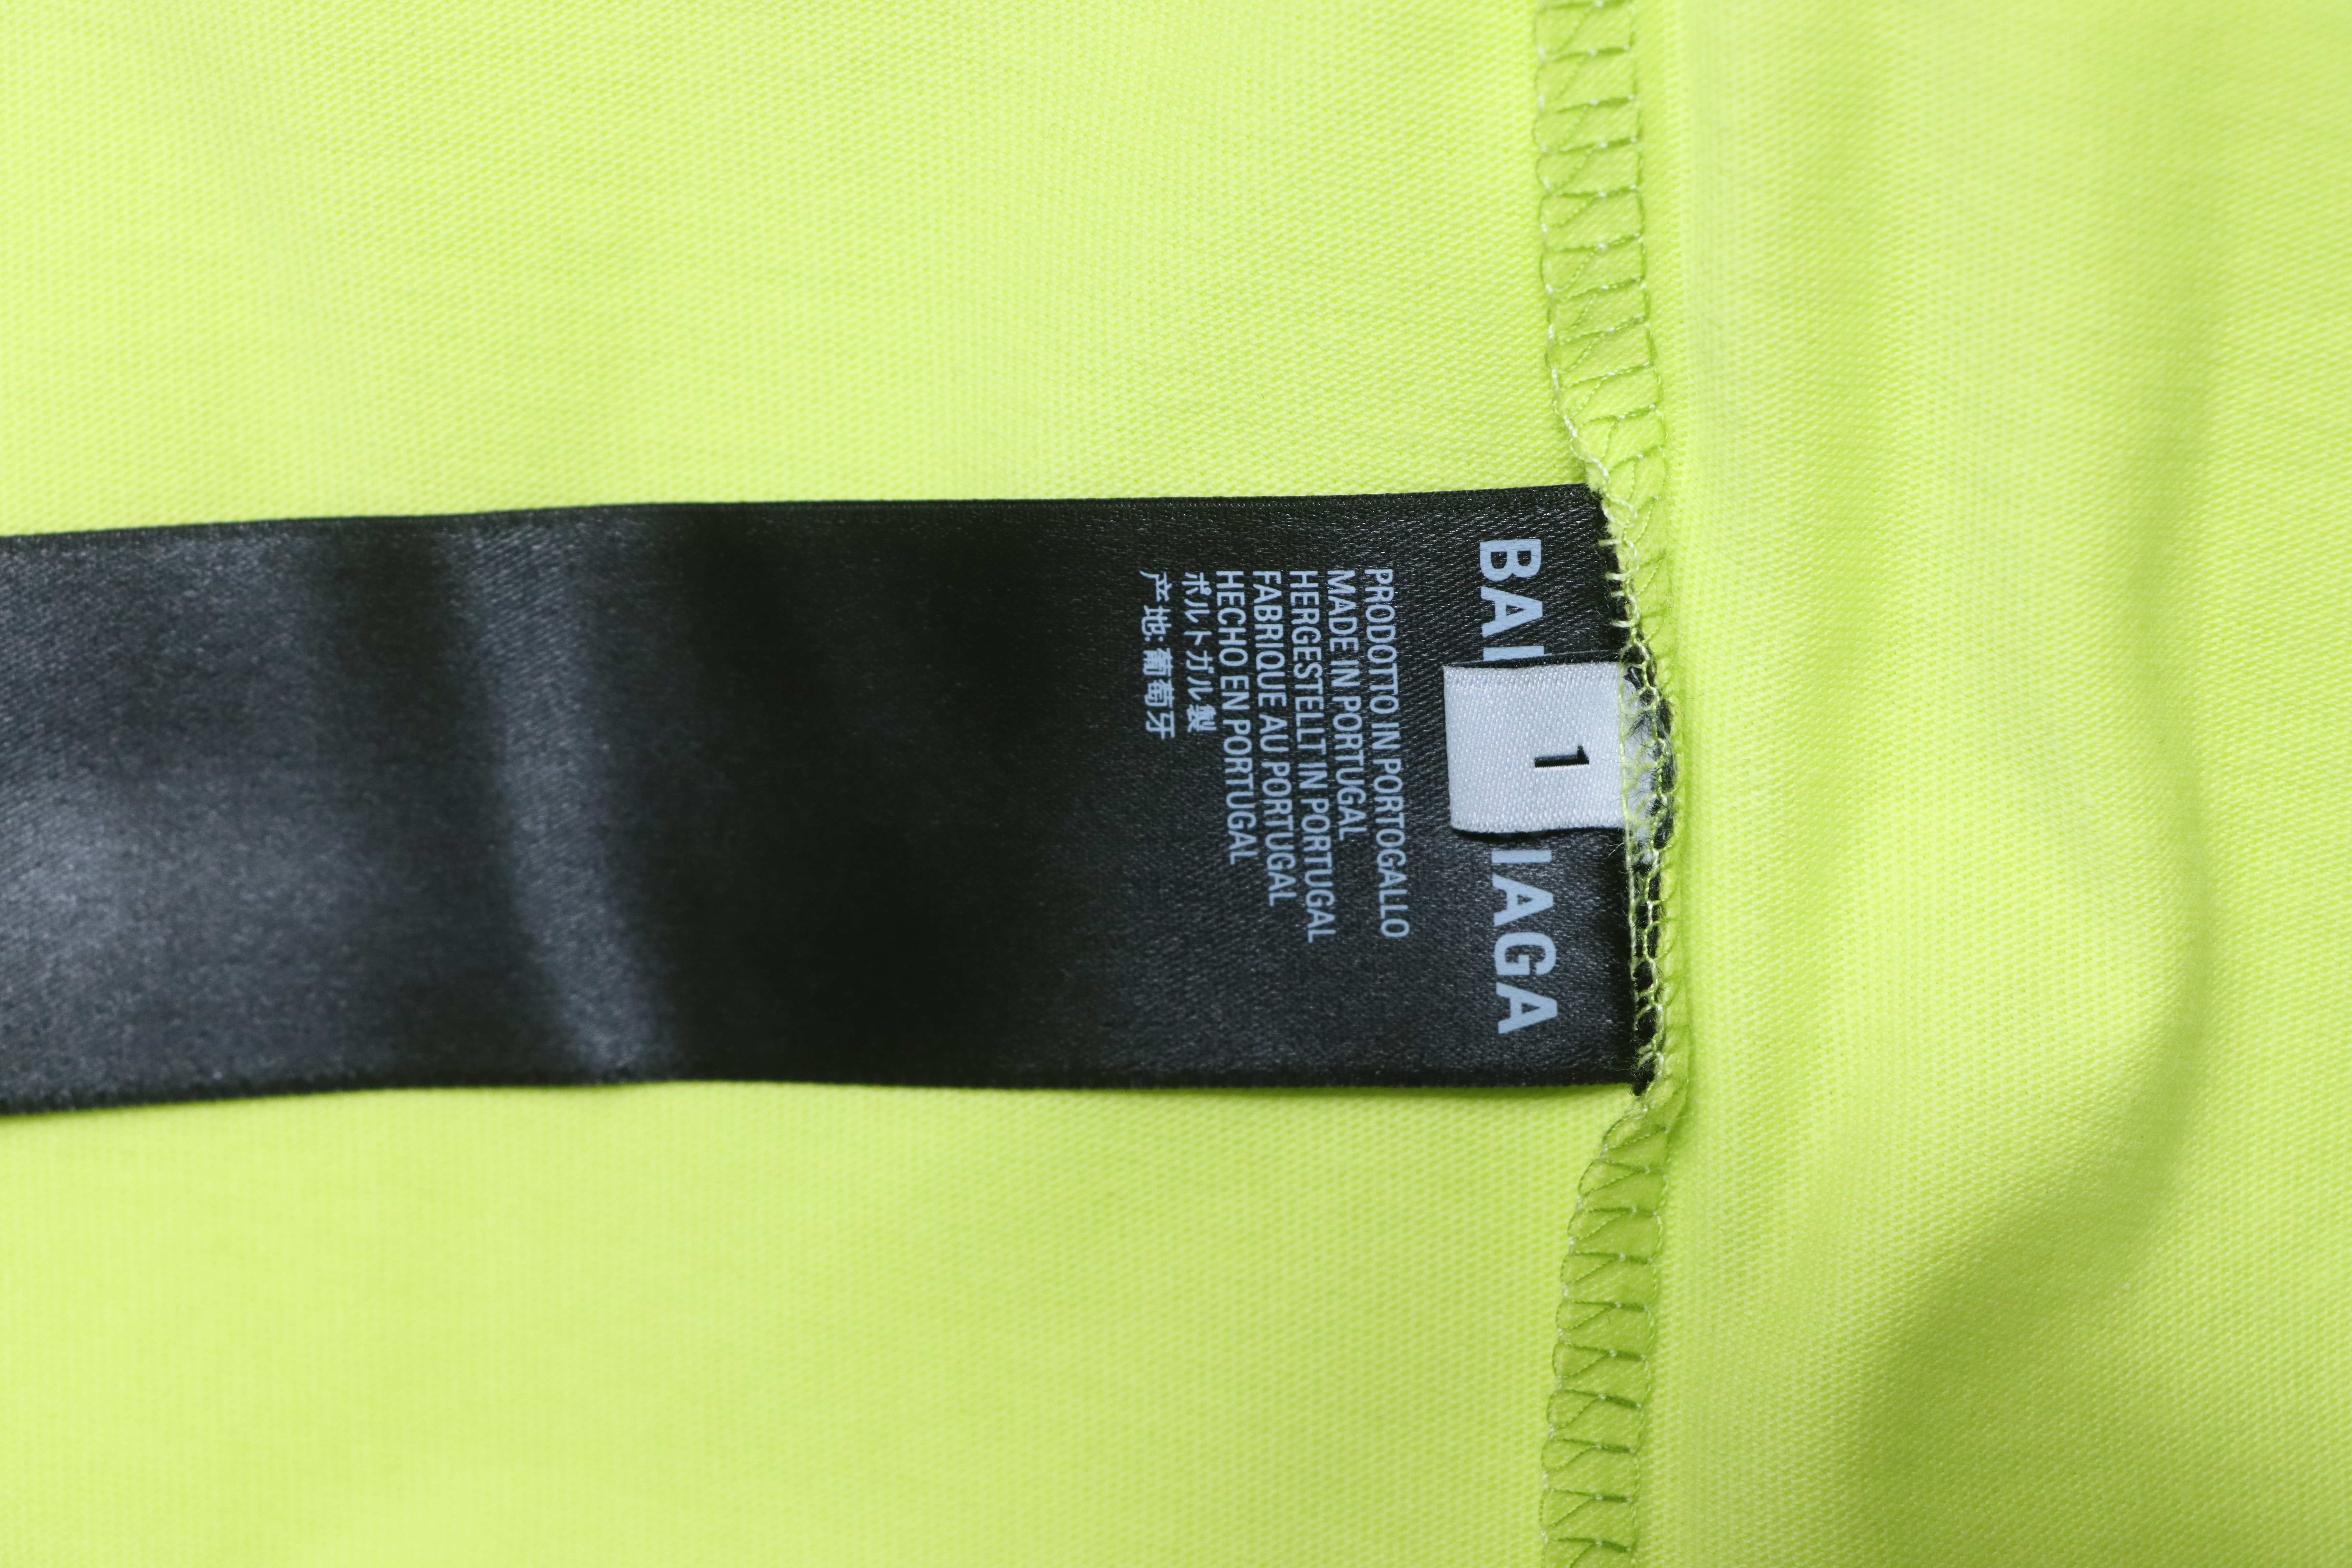 BAL IAGA
1
PRODOTTO IN PORTOGALLO
MADE IN PORTUGAL
HERGESTELLT IN PORTUGAL
FABRIQUE AU PORTUGAL
HECHO EN PORTUGAL
ポルトガル製
产地: 葡萄牙